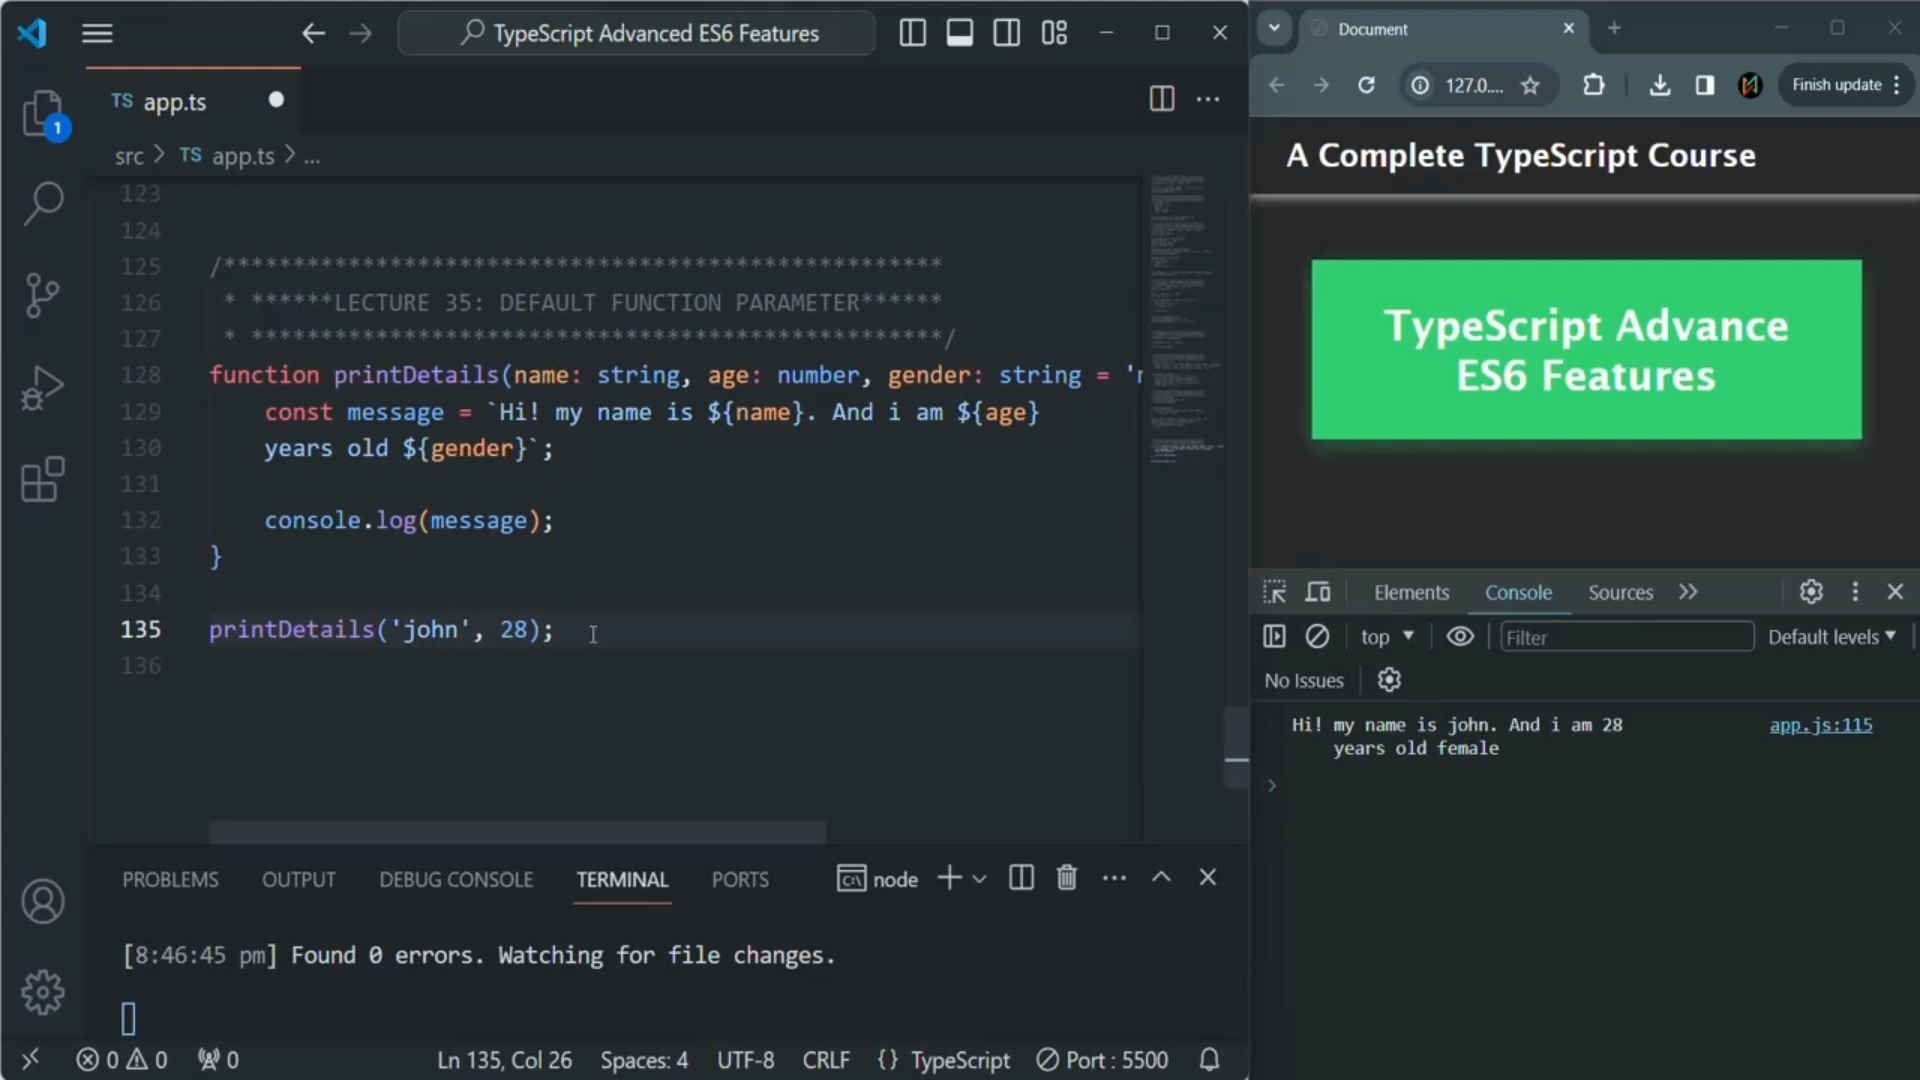 TypeScript Advanced ES6 Features
TS app.ts
src > TS app.ts > ...
1
123
124
125 /****************************************************
126 * ******LECTURE 35: DEFAULT FUNCTION PARAMETER******
127 * **************************************************/
128 function printDetails(name: string, age: number, gender: string = '
129 const message = `Hi! my name is ${name}. And i am ${age}
130 years old ${gender}`;
131
132 console.log(message);
133 }
134
135 printDetails('john', 28);
136
PROBLEMS OUTPUT DEBUG CONSOLE TERMINAL PORTS node
[8:46:45 pm] Found 0 errors. Watching for file changes.
0 0 0 Ln 135, Col 26 Spaces: 4 UTF-8 CRLF {} TypeScript Port : 5500
Document
127.0.... Finish update
A Complete TypeScript Course
TypeScript Advance
ES6 Features
Elements Console Sources
top Filter Default levels
No Issues
Hi! my name is john. And i am 28 app.js:115
years old female